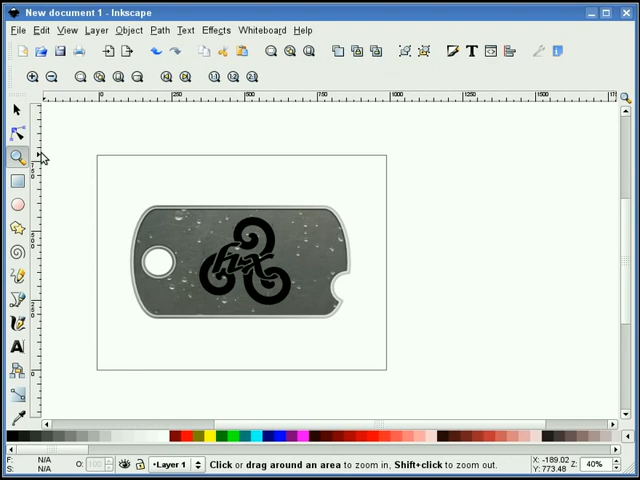 New document 1 - Inkscape
File Edit View Layer Object Path Text Effects Whiteboard Help
0 250 500 750 1000 1250 1500
hx
F: N/A
S: N/A
O: 100
Layer 1
Click or drag around an area to zoom in, Shift+click to zoom out.
X: -189.02
Y: 773.48
Z: 40%